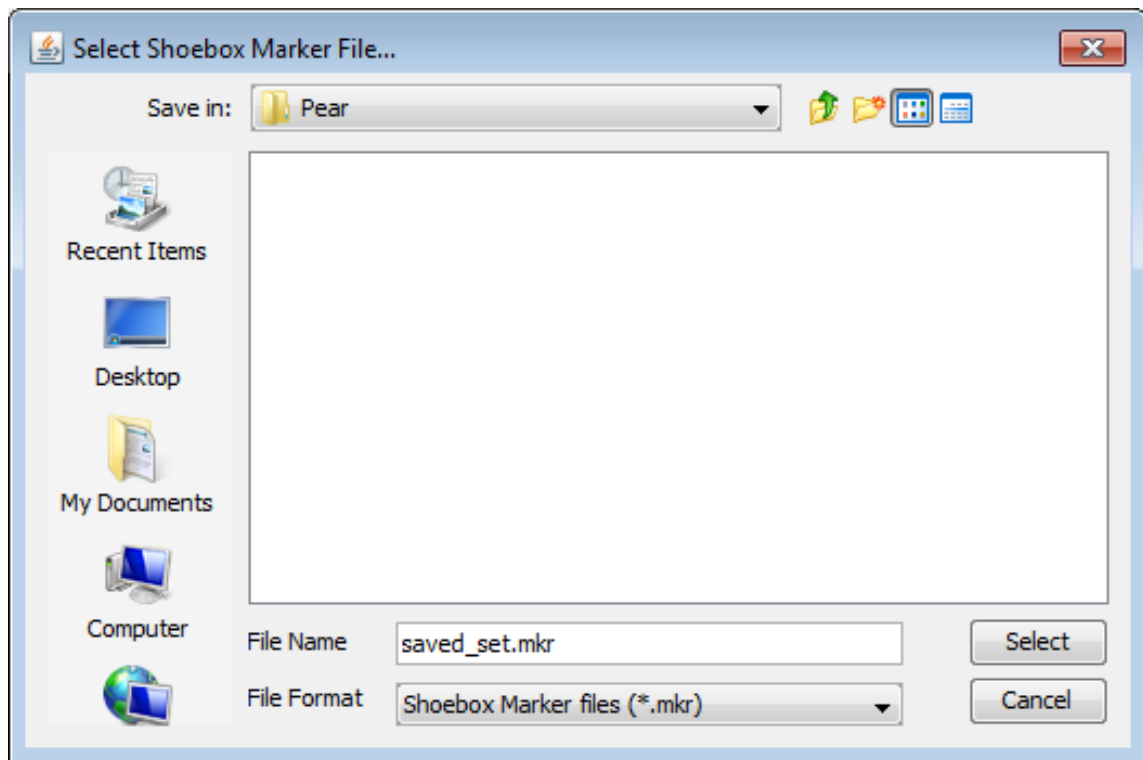 Select Shoebox Marker File...
Save in: Pear
Recent Items
Desktop
My Documents
Computer
File Name saved_set.mkr Select
File Format Shoebox Marker files (*.mkr) Cancel